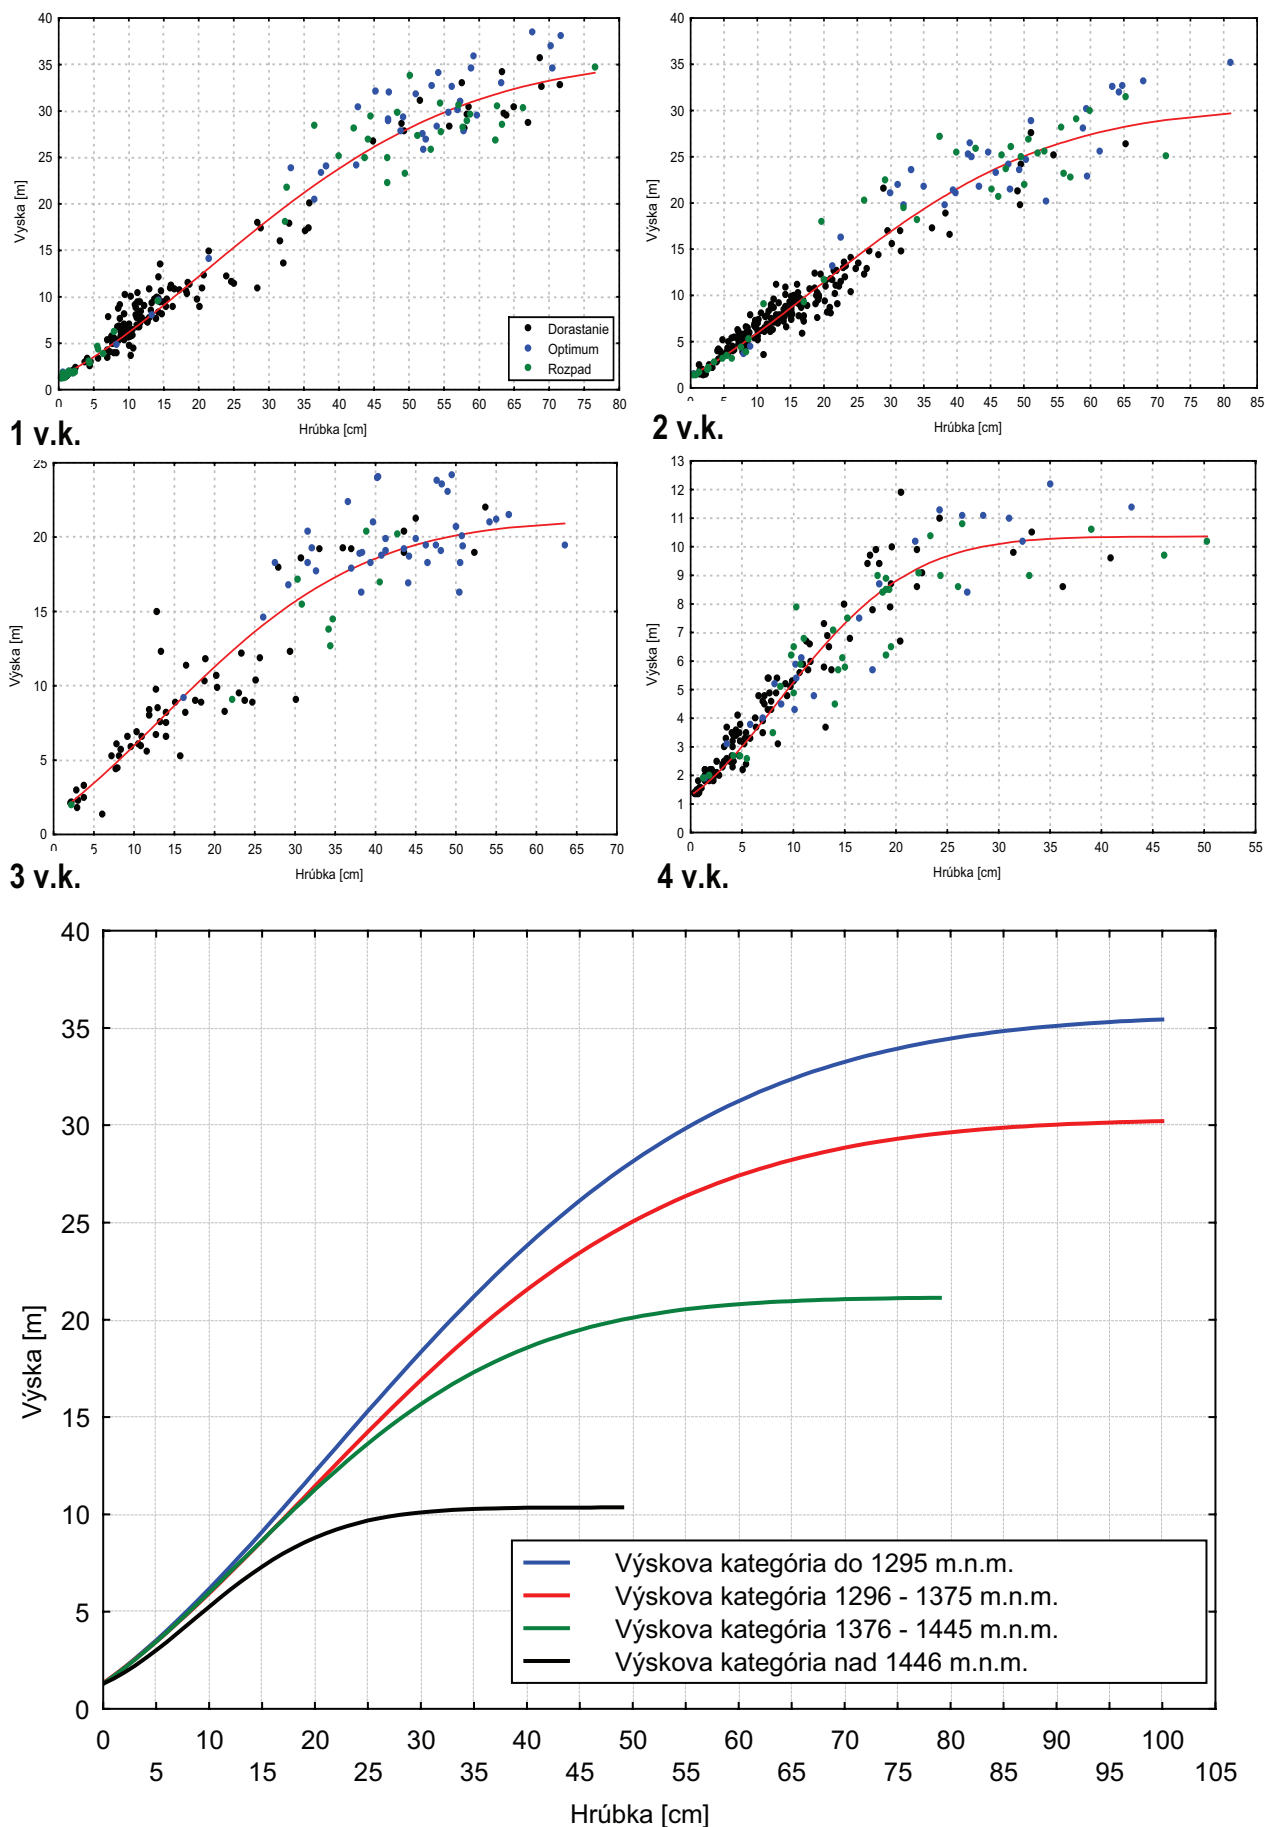 40
35
30
25
20
15
10
5
0
Výska [m]
Dorastanie
Optimum
Rozpad
0 5 10 15 20 25 30 35 40 45 50 55 60 65 70 75 80
Hrúbka [cm]
1 v.k.
40
35
30
25
20
15
10
5
0
Výska [m]
0 5 10 15 20 25 30 35 40 45 50 55 60 65 70 75 80 85
Hrúbka [cm]
2 v.k.
25
20
15
10
5
0
Výska [m]
0 5 10 15 20 25 30 35 40 45 50 55 60 65 70
Hrúbka [cm]
3 v.k.
13
12
11
10
9
8
7
6
5
4
3
2
1
0
Výska [m]
0 5 10 15 20 25 30 35 40 45 50 55
Hrúbka [cm]
4 v.k.
40
35
30
25
20
15
10
5
0
Výska [m]
Výskova kategória do 1295 m.n.m.
Výskova kategória 1296 - 1375 m.n.m.
Výskova kategória 1376 - 1445 m.n.m.
Výskova kategória nad 1446 m.n.m.
0 10 20 30 40 50 60 70 80 90 100
5 15 25 35 45 55 65 75 85 95 105
Hrúbka [cm]